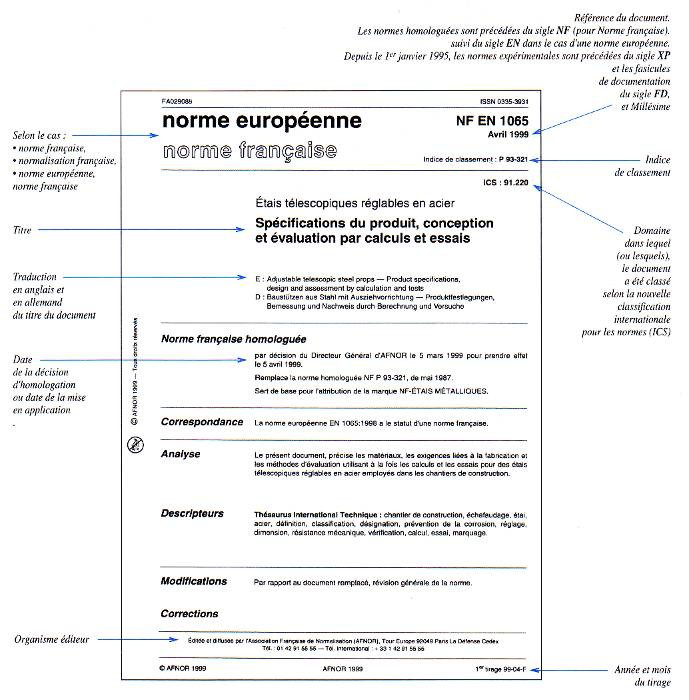 Référence du document.
Les normes homologuées sont précédées du sigle NF (pour Norme française).
suivi du sigle EN dans le cas d'une norme européenne.
Depuis le 1er janvier 1995, les normes expérimentales sont précédées du sigle XP
et les fasicules
de documentation
du sigle FD,
et Millésime
FA029088
ISSN 0335-3931
norme européenne
NF EN 1065
Avril 1999
Selon le cas :
• norme française,
• normalisation française,
• norme européenne,
norme française
norme française
Indice de classement : P 93-321
Indice
de classement
ICS : 91.220
Étais télescopiques réglables en acier
Titre
Spécifications du produit, conception
et évaluation par calculs et essais
Domaine
dans lequel
(ou lesquels),
le document
a été classé
selon la nouvelle
classification
internationale
pour les normes (ICS)
Traduction
en anglais et
en allemand
du titre du document
E : Adjustable telescopic steel props — Product specifications,
design and assessment by calculation and tests
D : Baustützen aus Stahl mit Ausziehvorrichtung — Produktfestlegungen,
Bemessung und Nachweis durch Berechnung und Versuche
© AFNOR 1999 — Tous droits réservés
Norme française homologuée
Date
de la décision
d'homologation
ou date de la mise
en application
.
par décision du Directeur Général d'AFNOR le 5 mars 1999 pour prendre effet
le 5 avril 1999.
Remplace la norme homologuée NF P 93-321, de mai 1987.
Sert de base pour l'attribution de la marque NF-ÉTAIS MÉTALLIQUES.
Correspondance
La norme européenne EN 1065:1998 a le statut d'une norme française.
Analyse
Le présent document, précise les matériaux, les exigences liées à la fabrication et
les méthodes d'évaluation utilisant à la fois les calculs et les essais pour des étais
télescopiques réglables en acier employés dans les chantiers de construction.
Descripteurs
Thésaurus International Technique : chantier de construction, échafaudage, étai,
acier, définition, classification, désignation, prévention de la corrosion, réglage,
dimension, résistance mécanique, vérification, calcul, essai, marquage.
Modifications
Par rapport au document remplacé, révision générale de la norme.
Corrections
Organisme éditeur
Éditée et diffusée par l'Association Française de Normalisation (AFNOR), Tour Europe 92049 Paris La Défense Cedex
Tél. : 01 42 91 55 55 — Tél. International : + 33 1 42 91 55 55
© AFNOR 1999
AFNOR 1999
1er tirage 99-04-F
Année et mois
du tirage